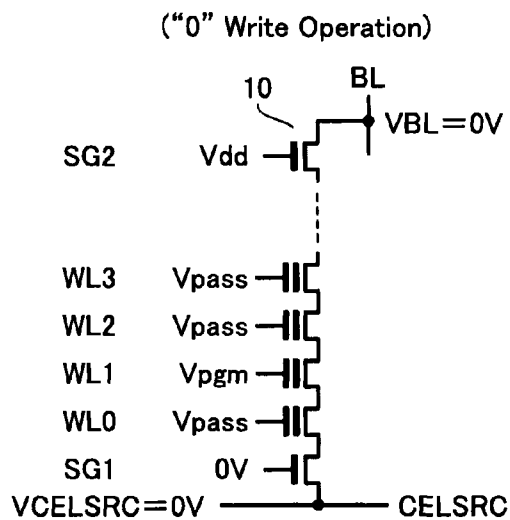 (“0” Write Operation)
BL
10
VBL=0V
SG2 Vdd
WL3 Vpass
WL2 Vpass
WL1 Vpgm
WL0 Vpass
SG1 0V
VCELSRC=0V CELSRC